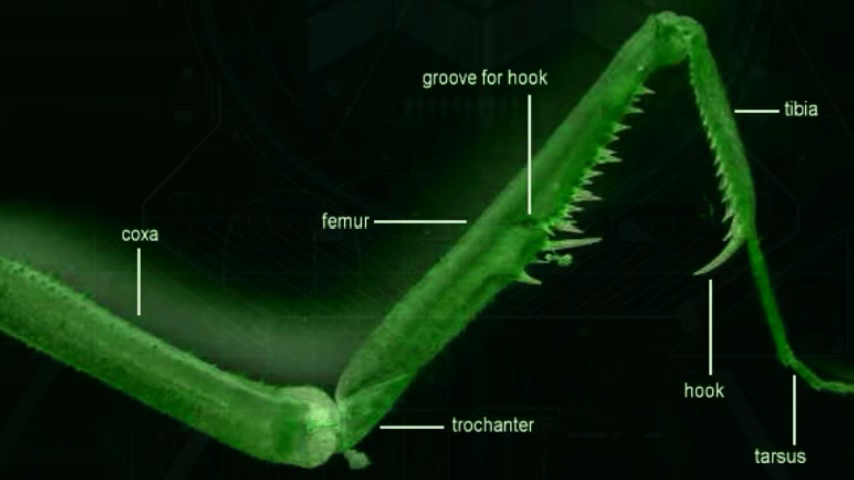 groove for hook
tibia
femur
coxa
hook
trochanter
tarsus